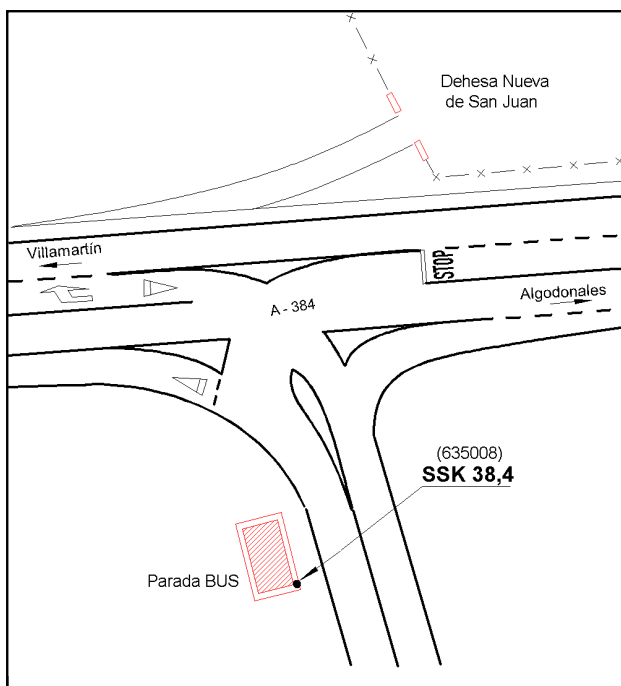 Dehesa Nueva
de San Juan
Villamartín
STOP
Algodonales
A - 384
(635008)
SSK 38,4
Parada BUS